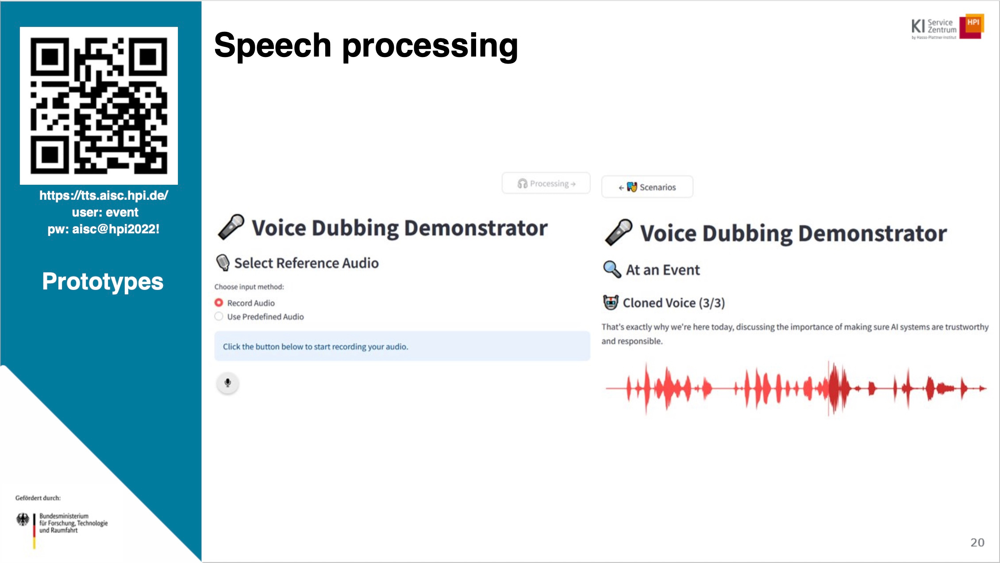 https://tts.aisc.hpi.de/
user: event
pw: aisc@hpi2022!
Prototypes
Gefördert durch:
Bundesministerium
für Forschung, Technologie
und Raumfahrt
Speech processing
KI Service
Zentrum
by Hasso-Plattner-Institut
HPI
Processing →
🎤 Voice Dubbing Demonstrator
Select Reference Audio
Choose input method:
Record Audio
Use Predefined Audio
Click the button below to start recording your audio.
← Scenarios
🎤 Voice Dubbing Demonstrator
At an Event
Cloned Voice (3/3)
That's exactly why we're here today, discussing the importance of making sure AI systems are trustworthy
and responsible.
20